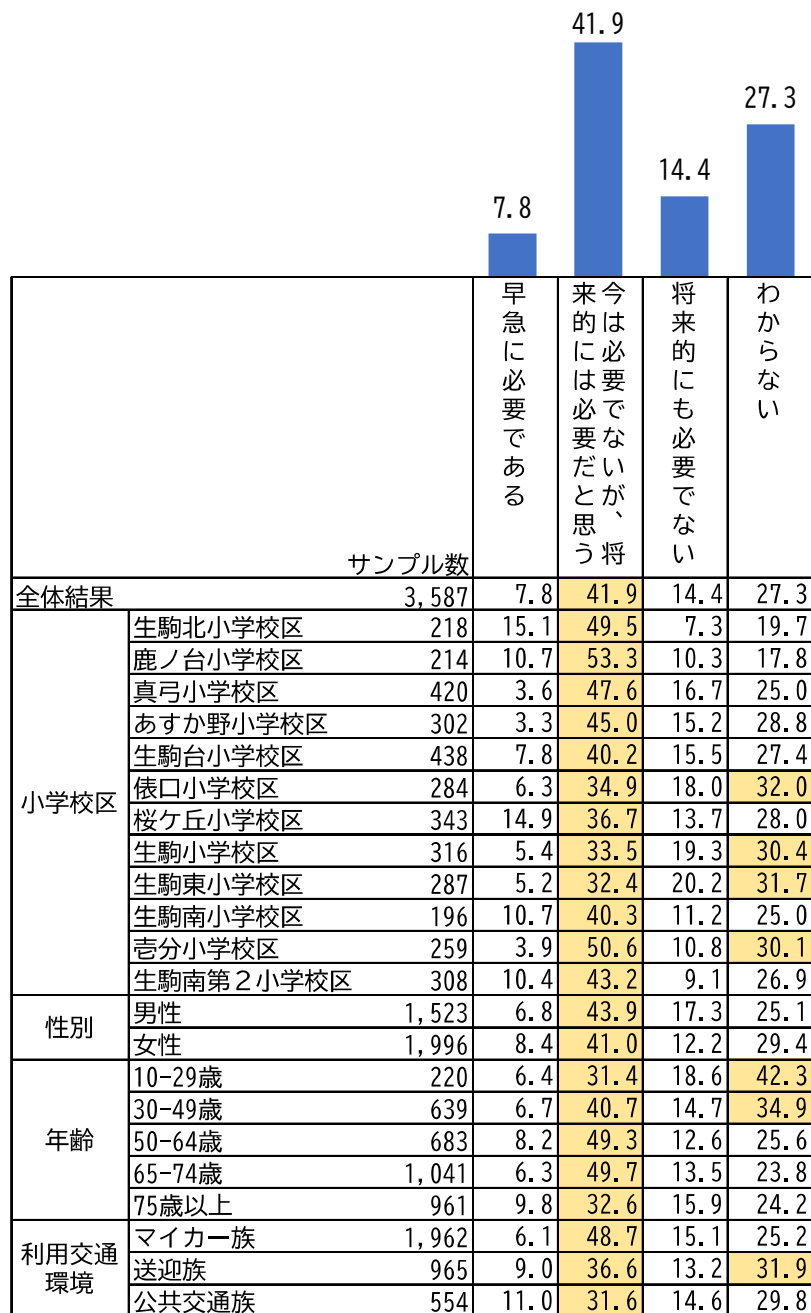 41.9
27.3
14.4
7.8
早急に必要である
今は必要でないが、将
来的には必要だと思う
将来的にも必要でない
わからない
サンプル数
全体結果 3,587 7.8 41.9 14.4 27.3
小学校区
生駒北小学校区 218 15.1 49.5 7.3 19.7
鹿ノ台小学校区 214 10.7 53.3 10.3 17.8
真弓小学校区 420 3.6 47.6 16.7 25.0
あすか野小学校区 302 3.3 45.0 15.2 28.8
生駒台小学校区 438 7.8 40.2 15.5 27.4
俵口小学校区 284 6.3 34.9 18.0 32.0
桜ケ丘小学校区 343 14.9 36.7 13.7 28.0
生駒小学校区 316 5.4 33.5 19.3 30.4
生駒東小学校区 287 5.2 32.4 20.2 31.7
生駒南小学校区 196 10.7 40.3 11.2 25.0
壱分小学校区 259 3.9 50.6 10.8 30.1
生駒南第２小学校区 308 10.4 43.2 9.1 26.9
性別
男性 1,523 6.8 43.9 17.3 25.1
女性 1,996 8.4 41.0 12.2 29.4
年齢
10-29歳 220 6.4 31.4 18.6 42.3
30-49歳 639 6.7 40.7 14.7 34.9
50-64歳 683 8.2 49.3 12.6 25.6
65-74歳 1,041 6.3 49.7 13.5 23.8
75歳以上 961 9.8 32.6 15.9 24.2
利用交通
環境
マイカー族 1,962 6.1 48.7 15.1 25.2
送迎族 965 9.0 36.6 13.2 31.9
公共交通族 554 11.0 31.6 14.6 29.8